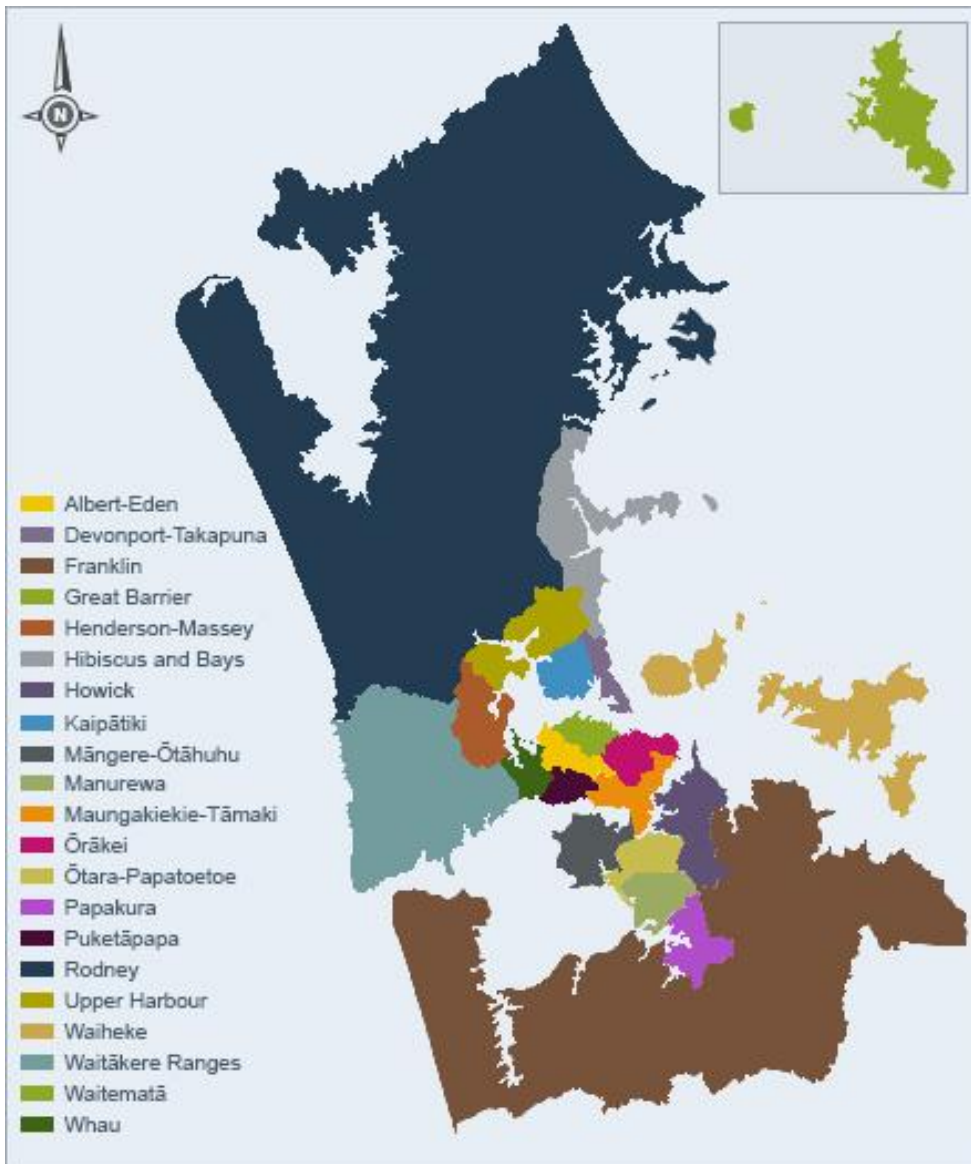 N
Albert-Eden
Devonport-Takapuna
Franklin
Great Barrier
Henderson-Massey
Hibiscus and Bays
Howick
Kaipātiki
Māngere-Ōtāhuhu
Manurewa
Maungakiekie-Tāmaki
Ōrākei
Ōtara-Papatoetoe
Papakura
Puketāpapa
Rodney
Upper Harbour
Waiheke
Waitākere Ranges
Waitematā
Whau